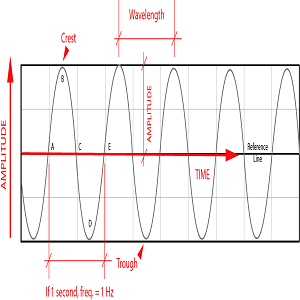 Wavelength
Crest
B
AMPLITUDE
AMPLITUDE
A
C
E
Reference
Line
TIME
D
Trough
If 1 second, freq, = 1 Hz